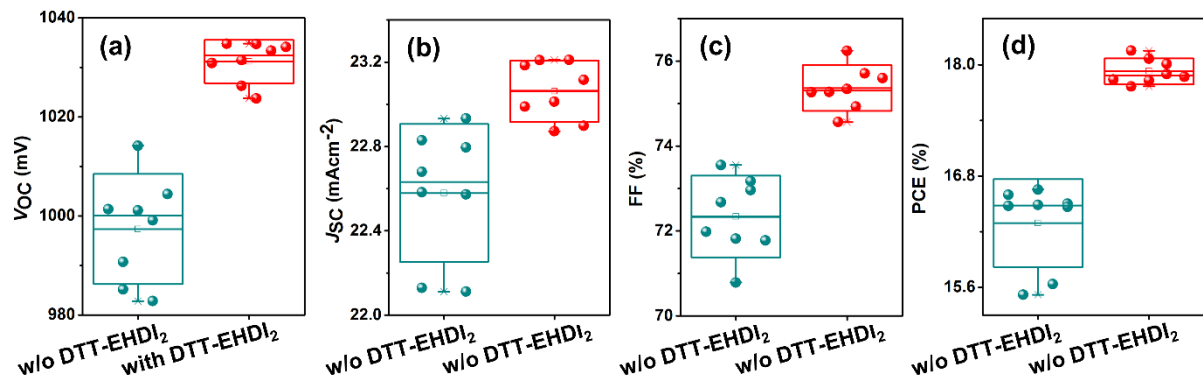 (a)
V_OC (mV)
1040
1020
1000
980
w/o DTT-EHDI₂
with DTT-EHDI₂
(b)
J_SC (mAcm⁻²)
23.2
22.8
22.4
22.0
w/o DTT-EHDI₂
w/o DTT-EHDI₂
(c)
FF (%)
76
74
72
70
w/o DTT-EHDI₂
w/o DTT-EHDI₂
(d)
PCE (%)
18.0
16.8
15.6
w/o DTT-EHDI₂
w/o DTT-EHDI₂